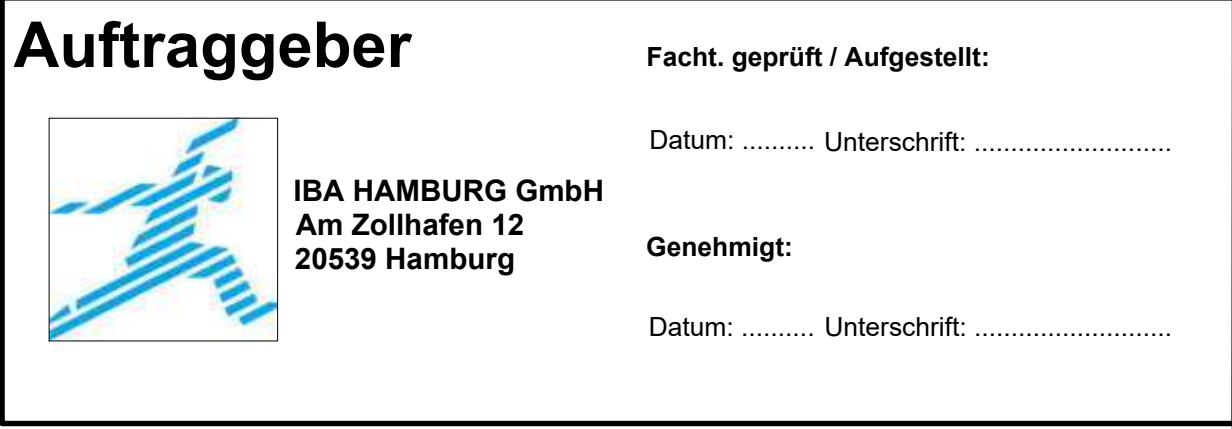 Auftraggeber
IBA HAMBURG GmbH
Am Zollhafen 12
20539 Hamburg
Facht. geprüft / Aufgestellt:
Datum: .......... Unterschrift: ...........................
Genehmigt:
Datum: .......... Unterschrift: ...........................